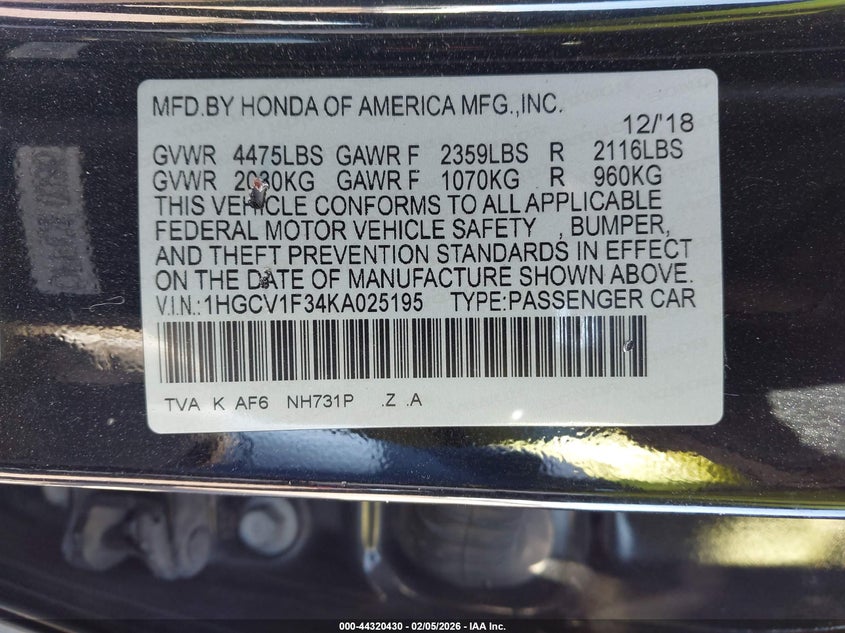 MFD.BY HONDA OF AMERICA MFG.,INC.
12/'18
GVWR 4475LBS GAWR F 2359LBS R 2116LBS
GVWR 2030KG GAWR F 1070KG R 960KG
THIS VEHICLE CONFORMS TO ALL APPLICABLE
FEDERAL MOTOR VEHICLE SAFETY , BUMPER,
AND THEFT PREVENTION STANDARDS IN EFFECT
ON THE DATE OF MANUFACTURE SHOWN ABOVE.
V.I.N.:1HGCV1F34KA025195 TYPE:PASSENGER CAR
TVA K AF6 NH731P .Z .A
000-44320430 - 02/05/2026 - IAA Inc.